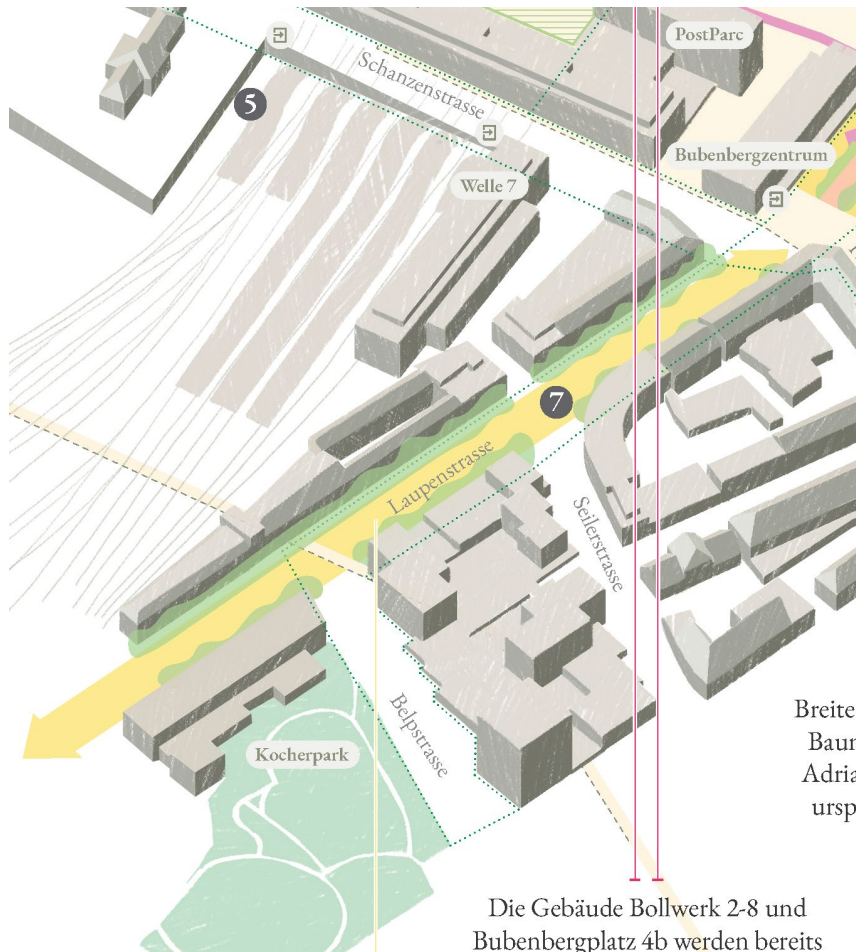 PostParc
Schanzenstrasse
5
Bubenbergzentrum
Welle 7
7
Laupenstrasse
Seilerstrasse
Belpstrasse
Kocherpark
Breite
Baum
Adria
ursp
Die Gebäude Bollwerk 2-8 und
Bubenbergplatz 4b werden bereits